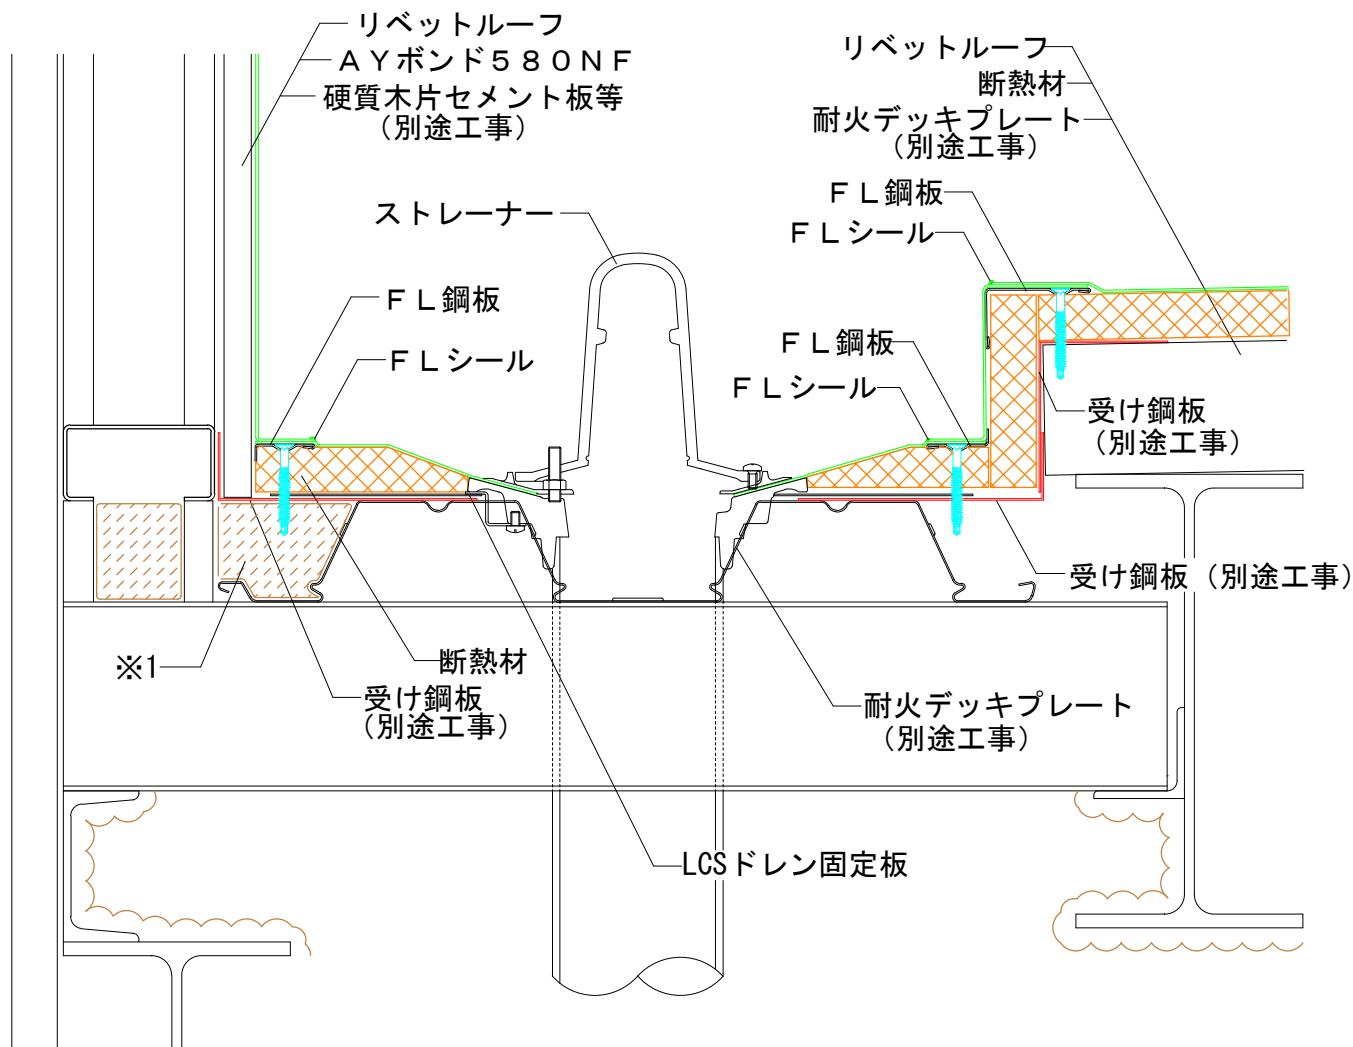 リベットルーフ
ＡＹボンド５８０ＮＦ
硬質木片セメント板等
（別途工事）
リベットルーフ
断熱材
耐火デッキプレート
（別途工事）
ストレーナー
ＦＬ鋼板
ＦＬシール
ＦＬ鋼板
ＦＬシール
ＦＬ鋼板
ＦＬシール
受け鋼板
（別途工事）
受け鋼板（別途工事）
※1
断熱材
受け鋼板
（別途工事）
耐火デッキプレート
（別途工事）
LCSドレン固定板